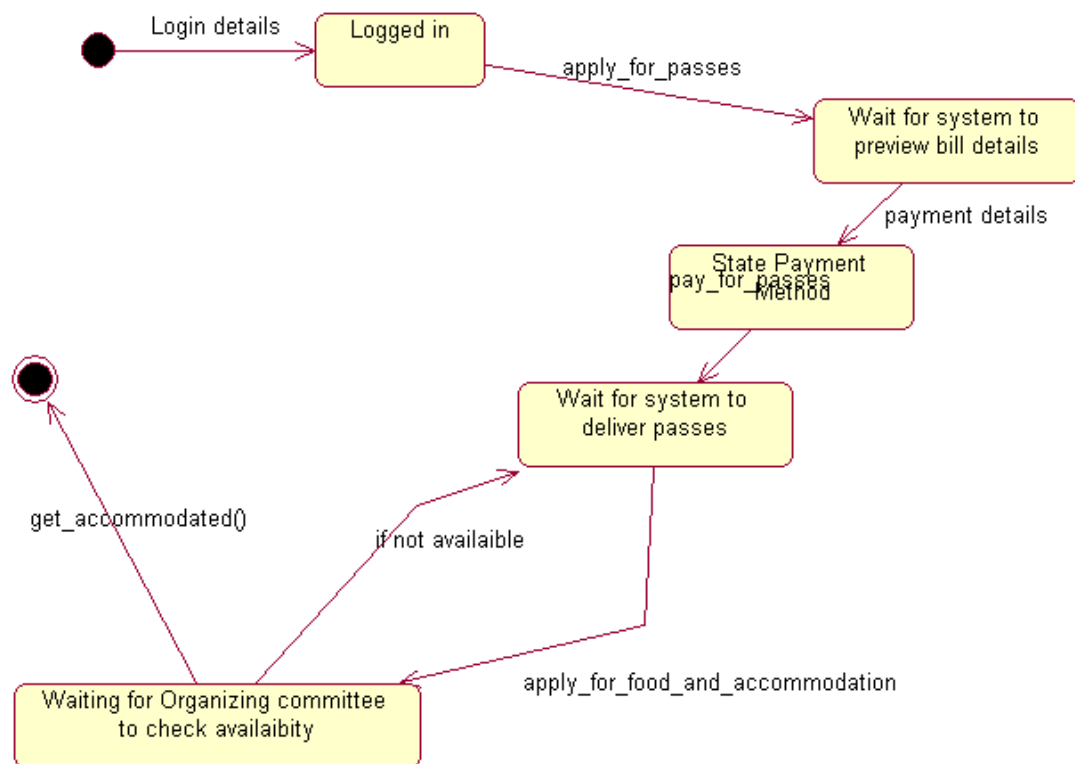 Login details
Logged in
apply_for_passes
Wait for system to
preview bill details
payment details
State Payment
pay_for_passes
Method
Wait for system to
deliver passes
get_accommodated()
if not availaible
apply_for_food_and_accommodation
Waiting for Organizing committee
to check availaibity